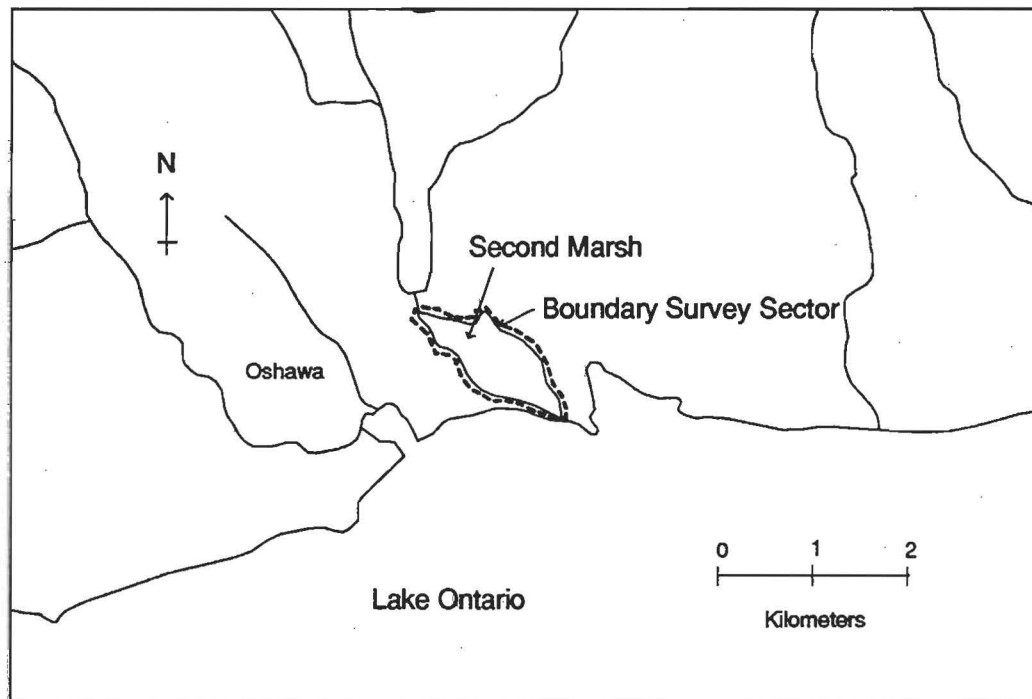 N
Second Marsh
Boundary Survey Sector
Oshawa
0 1 2
Lake Ontario
Kilometers